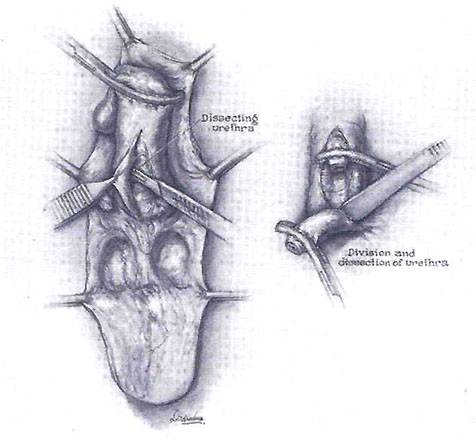 Dissecting
urethra
Division and
dissection of urethra